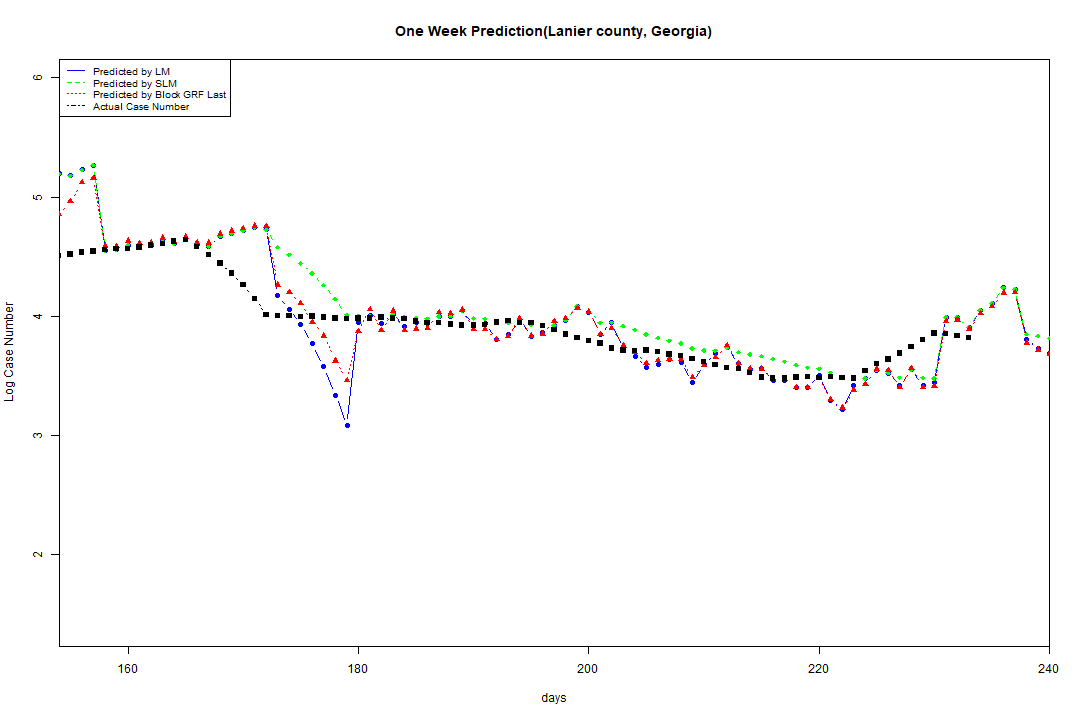 One Week Prediction(Lanier county, Georgia)
Predicted by LM
Predicted by SLM
Predicted by Block GRF Last
Actual Case Number
6
5
4
3
2
Log Case Number
160 180 200 220 240
days